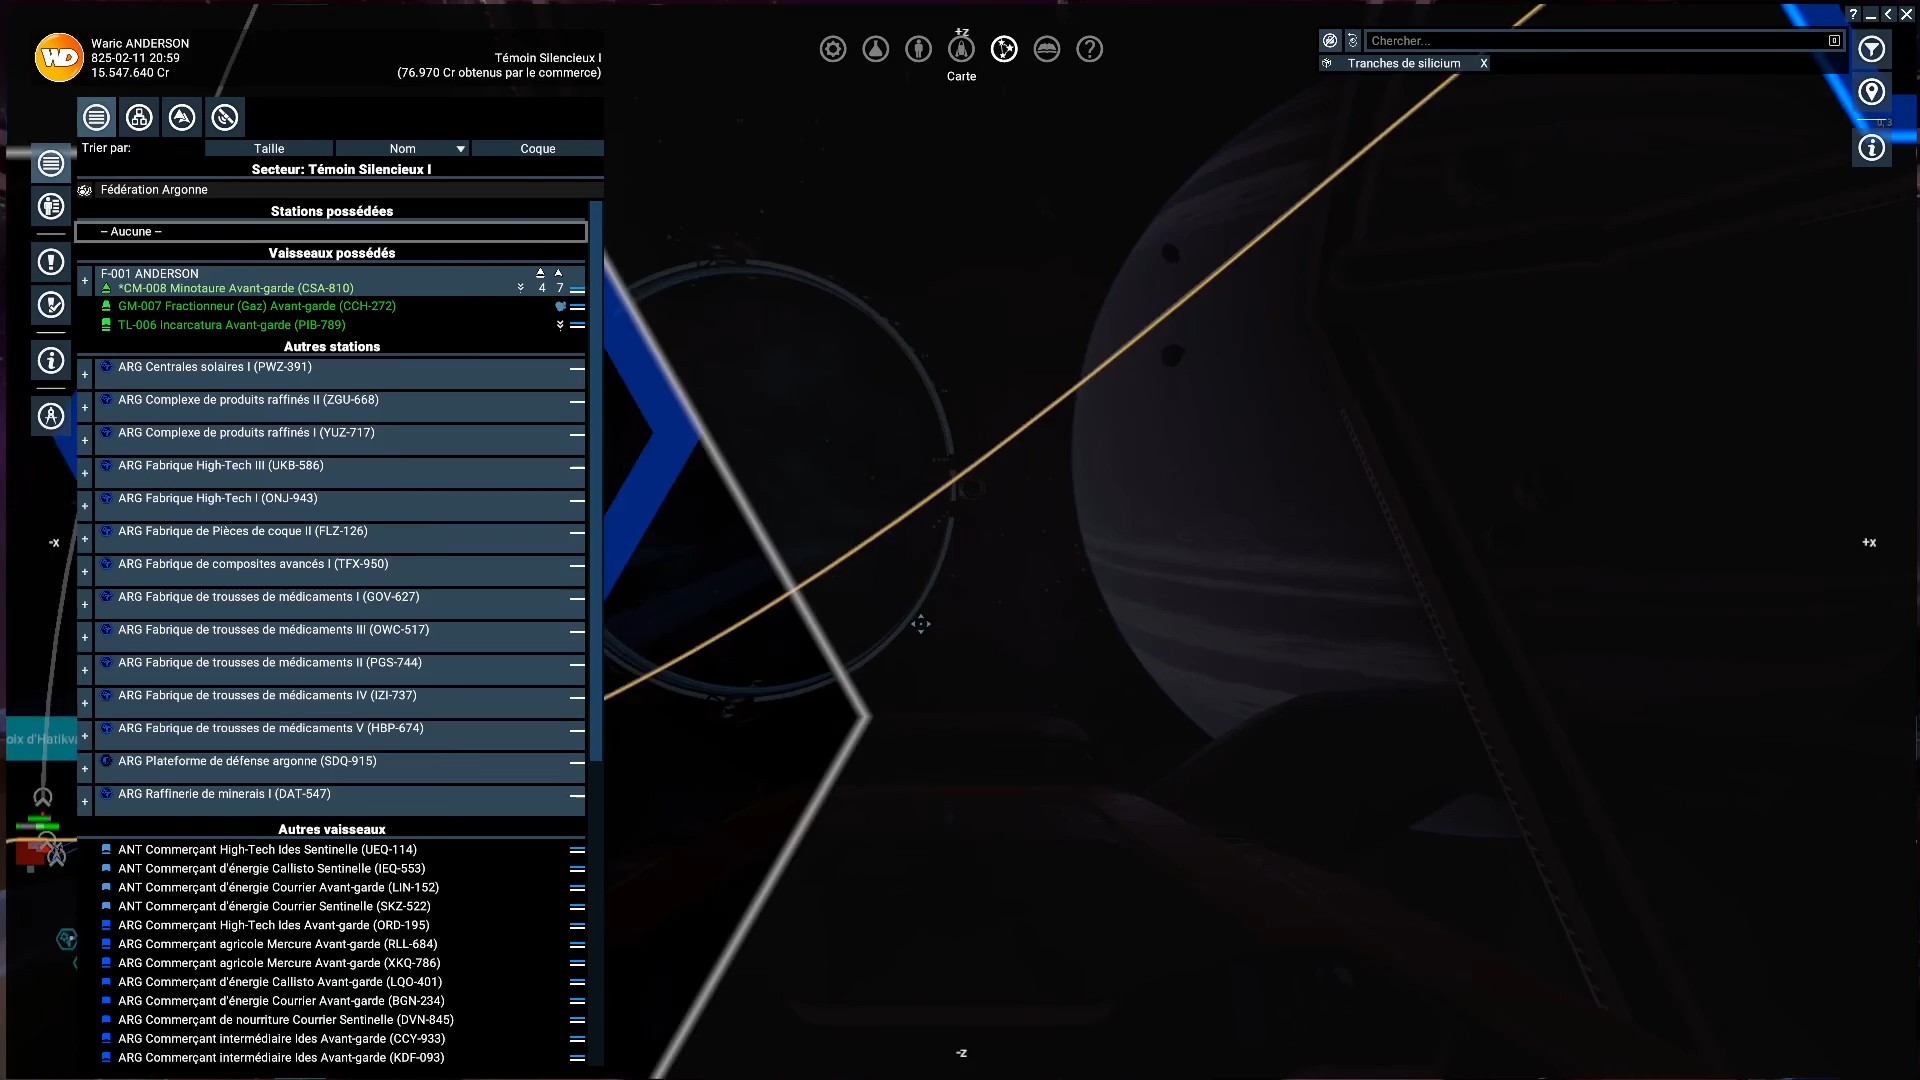 Waric ANDERSON
825-02-11 20:59
15.547.640 Cr
Témoin Silencieux I
(76.970 Cr obtenus par le commerce)
+z
Carte
Chercher...
Tranches de silicium X
Trier par: Taille Nom Coque
Secteur: Témoin Silencieux I
Fédération Argonne
Stations possédées
-- Aucune --
Vaisseaux possédés
F-001 ANDERSON
*CM-008 Minotaure Avant-garde (CSA-810) 4 7
GM-007 Fractionneur (Gaz) Avant-garde (CCH-272)
TL-006 Incarcatura Avant-garde (PIB-789)
Autres stations
ARG Centrales solaires I (PWZ-391)
ARG Complexe de produits raffinés II (ZGU-668)
ARG Complexe de produits raffinés I (YUZ-717)
ARG Fabrique High-Tech III (UKB-586)
ARG Fabrique High-Tech I (ONJ-943)
ARG Fabrique de Pièces de coque II (FLZ-126)
ARG Fabrique de composites avancés I (TFX-950)
ARG Fabrique de trousses de médicaments I (GOV-627)
ARG Fabrique de trousses de médicaments III (OWC-517)
ARG Fabrique de trousses de médicaments II (PGS-744)
ARG Fabrique de trousses de médicaments IV (IZI-737)
ARG Fabrique de trousses de médicaments V (HBP-674)
ARG Plateforme de défense argonne (SDQ-915)
ARG Raffinerie de minerais I (DAT-547)
Autres vaisseaux
ANT Commerçant High-Tech Ides Sentinelle (UEQ-114)
ANT Commerçant d'énergie Callisto Sentinelle (IEQ-553)
ANT Commerçant d'énergie Courrier Avant-garde (LIN-152)
ANT Commerçant d'énergie Courrier Sentinelle (SKZ-522)
ARG Commerçant High-Tech Ides Avant-garde (ORD-195)
ARG Commerçant agricole Mercure Avant-garde (RLL-684)
ARG Commerçant agricole Mercure Avant-garde (XKQ-786)
ARG Commerçant d'énergie Callisto Avant-garde (LQO-401)
ARG Commerçant d'énergie Courrier Avant-garde (BGN-234)
ARG Commerçant de nourriture Courrier Sentinelle (DVN-845)
ARG Commerçant intermédiaire Ides Avant-garde (CCY-933)
ARG Commerçant intermédiaire Ides Avant-garde (KDF-093)
-x
+x
-z
oix d'Hatikv